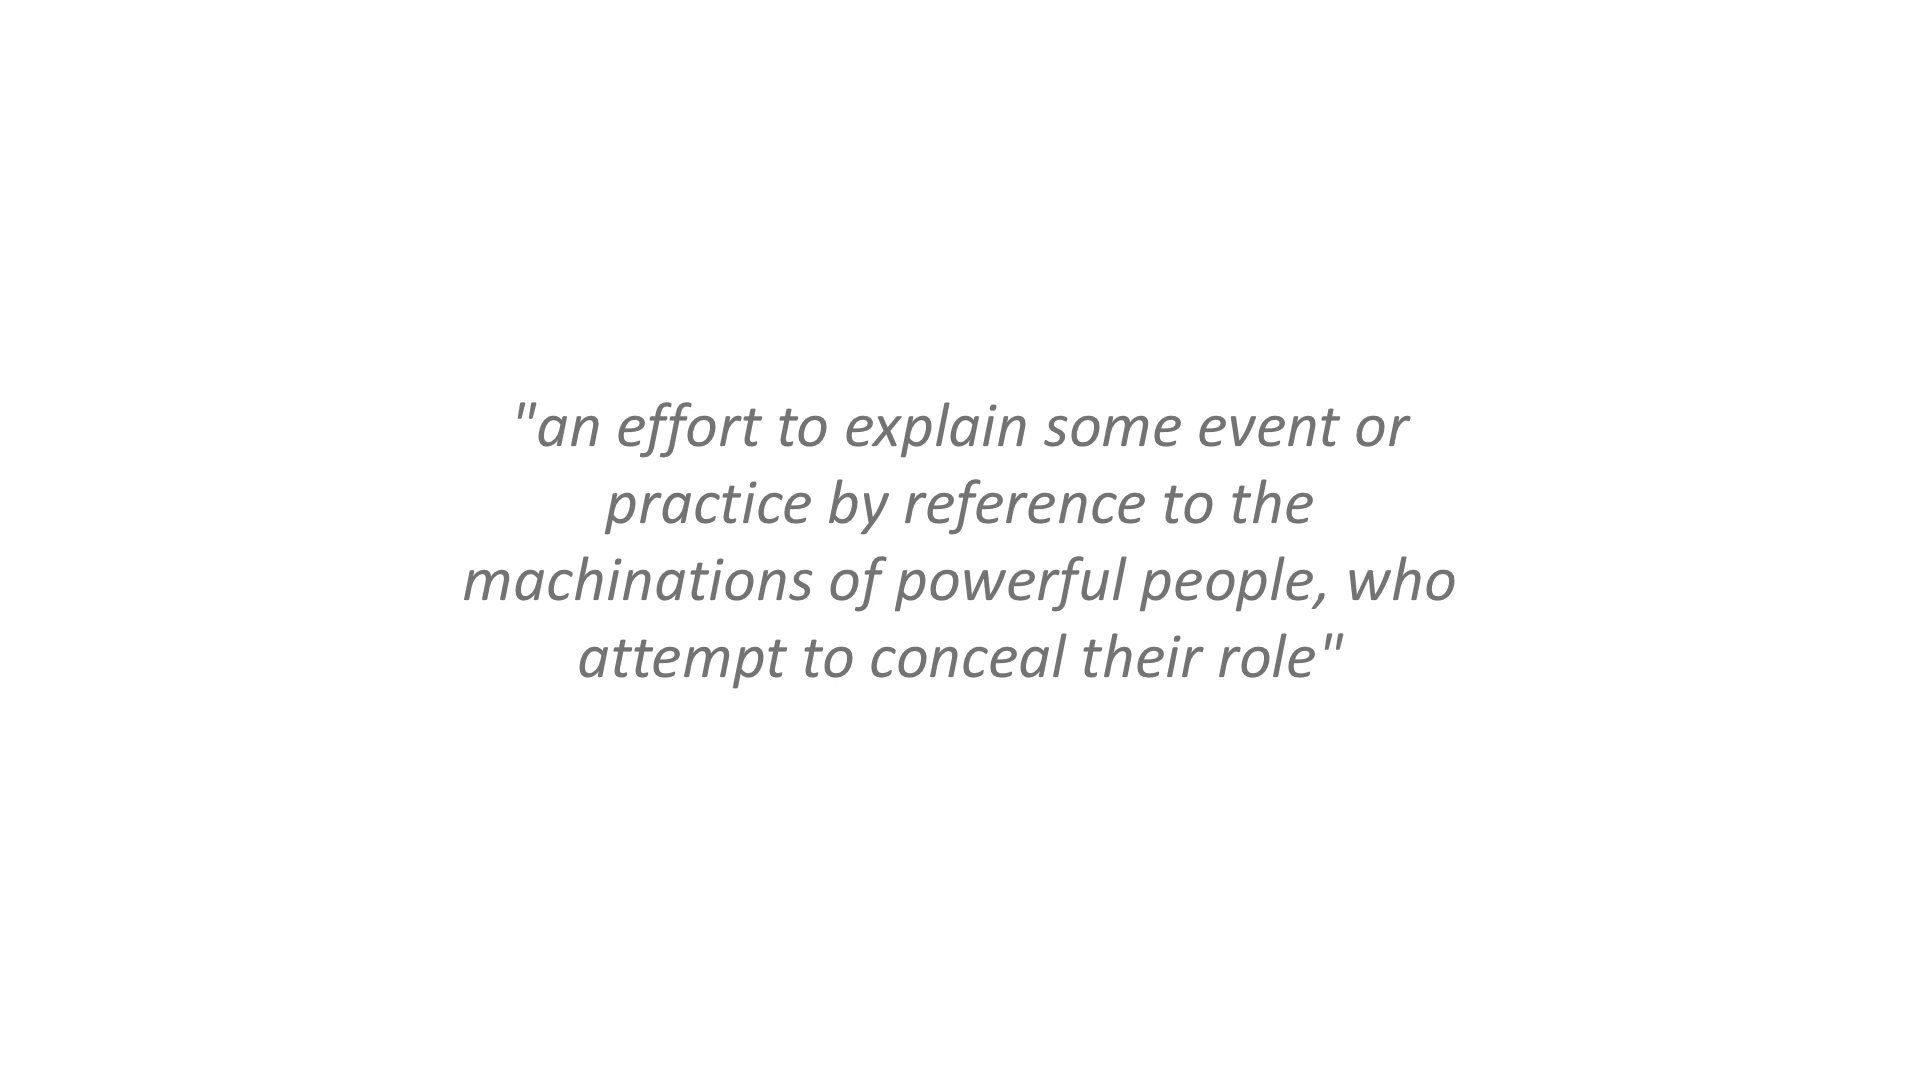 "an effort to explain some event or
practice by reference to the
machinations of powerful people, who
attempt to conceal their role"